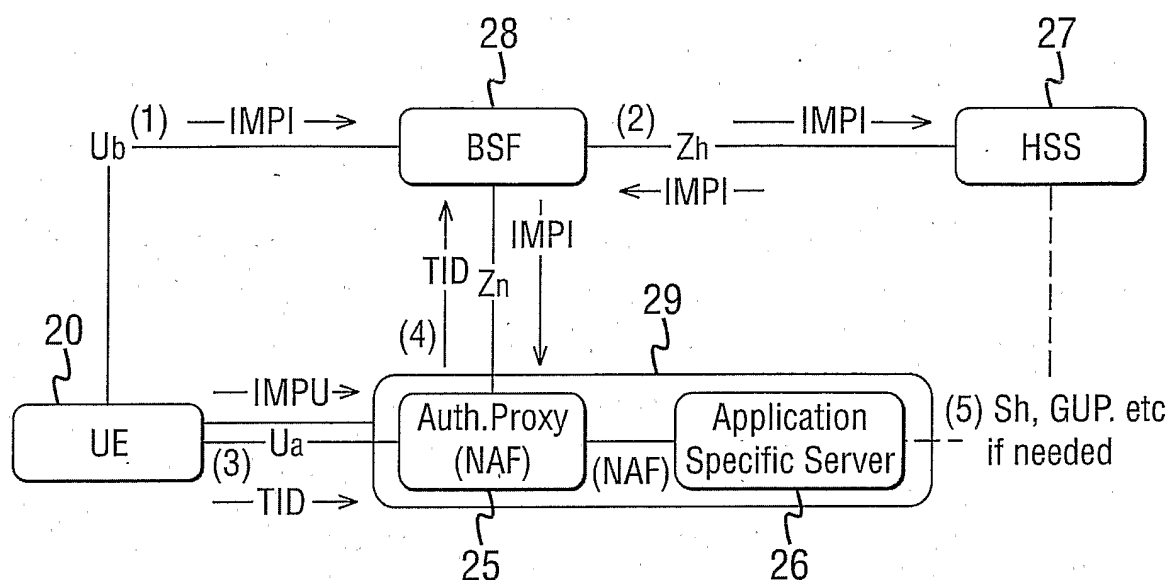 28
27
(1)
IMPI
Ub
BSF
(2)
Zh
IMPI
HSS
IMPI
IMPI
TID
Zn
(4)
29
20
IMPU
UE
Ua
(3)
TID
Auth.Proxy
(NAF)
(NAF)
Application
Specific Server
(5) Sh, GUP. etc
if needed
25
26